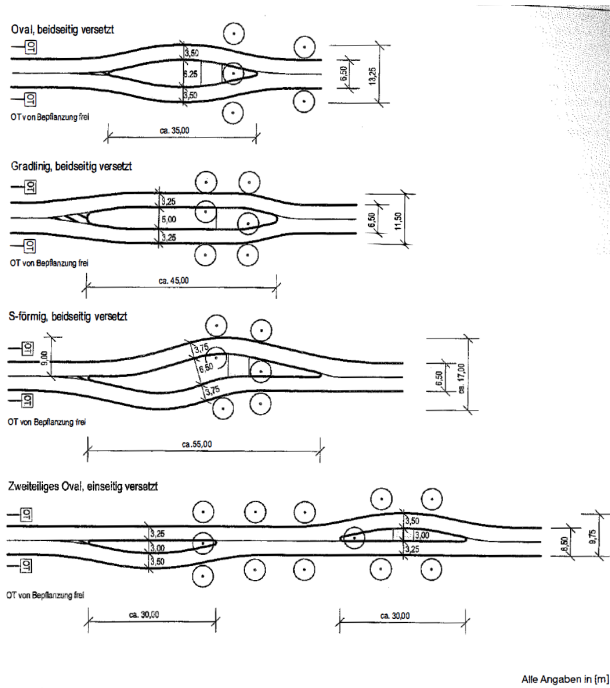 Oval, beidseitig versetzt
OT
3,50
6,25
3,50
6,50
13,25
OT
OT von Bepflanzung frei
ca. 35,00
Gradlinig, beidseitig versetzt
OT
3,25
5,00
3,25
6,50
11,50
OT
OT von Bepflanzung frei
ca. 45,00
S-förmig, beidseitig versetzt
9,00
3,75
6,50
3,75
6,50
ca. 17,00
OT
OT von Bepflanzung frei
ca. 55,00
Zweiteiliges Oval, einseitig versetzt
OT
3,25
3,00
3,50
3,50
3,00
3,25
6,50
9,75
OT
OT von Bepflanzung frei
ca. 30,00
ca. 30,00
Alle Angaben in [m]